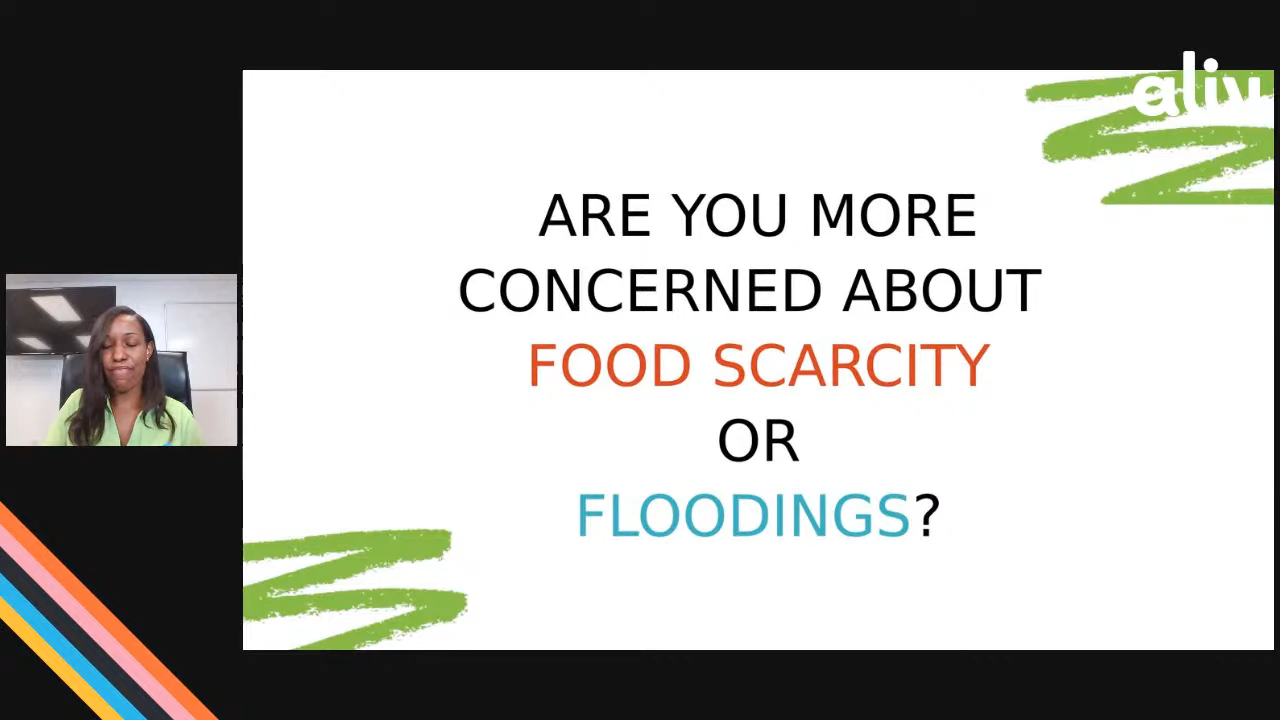 aliv
ARE YOU MORE
CONCERNED ABOUT
FOOD SCARCITY
OR
FLOODINGS?